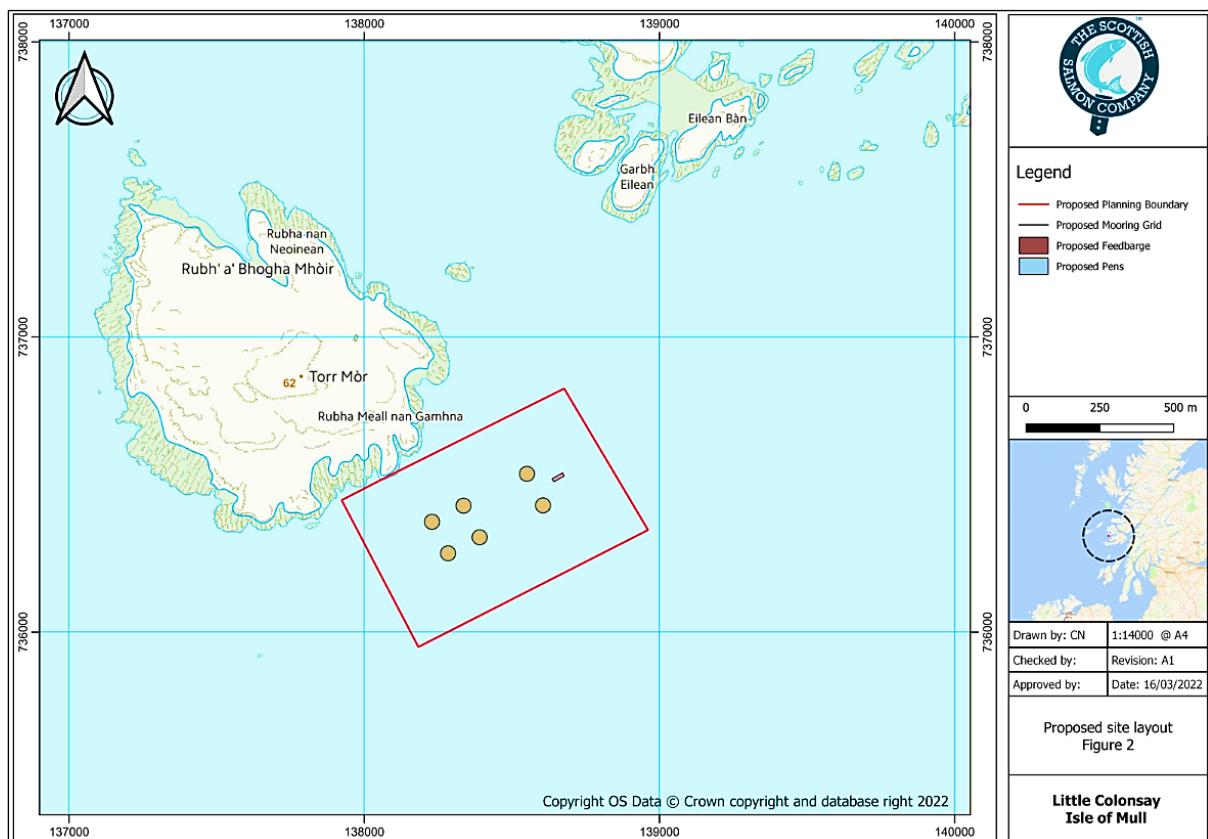 137000
138000
139000
140000
738000
738000
Eilean Bàn
Garbh
Eilean
Rubha nan
Neoinean
Rubh' a' Bhogha Mhòir
737000
737000
62
Torr Mòr
Rubha Meall nan Gamhna
736000
736000
Copyright OS Data © Crown copyright and database right 2022
137000
138000
139000
140000
THE SCOTTISH
SALMON COMPANY
Legend
Proposed Planning Boundary
Proposed Mooring Grid
Proposed Feedbarge
Proposed Pens
0 250 500 m
Drawn by: CN 1:14000 @ A4
Checked by: Revision: A1
Approved by: Date: 16/03/2022
Proposed site layout
Figure 2
Little Colonsay
Isle of Mull